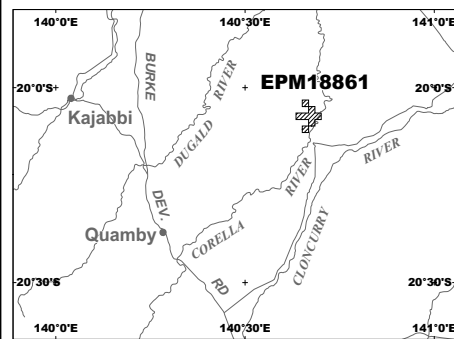 140°0'E 140°30'E 141°0'E
20°0'S 20°0'S
EPM18861
BURKE
RIVER
Kajabbi
DUGALD
RIVER
DEV.
RIVER
Quamby
CORELLA
CLONCURRY
RD
20°30'S 20°30'S
140°0'E 140°30'E 141°0'E